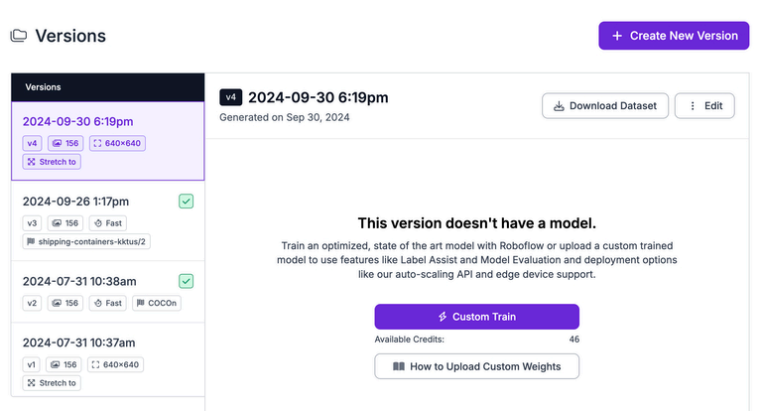 Versions
+ Create New Version
Versions
2024-09-30 6:19pm
v4 156 640×640
Stretch to
2024-09-26 1:17pm
v3 156 Fast
shipping-containers-kktus/2
2024-07-31 10:38am
v2 156 Fast COCOn
2024-07-31 10:37am
v1 156 640×640
Stretch to
v4 2024-09-30 6:19pm
Generated on Sep 30, 2024
Download Dataset
Edit
This version doesn't have a model.
Train an optimized, state of the art model with Roboflow or upload a custom trained
model to use features like Label Assist and Model Evaluation and deployment options
like our auto-scaling API and edge device support.
Custom Train
Available Credits: 46
How to Upload Custom Weights